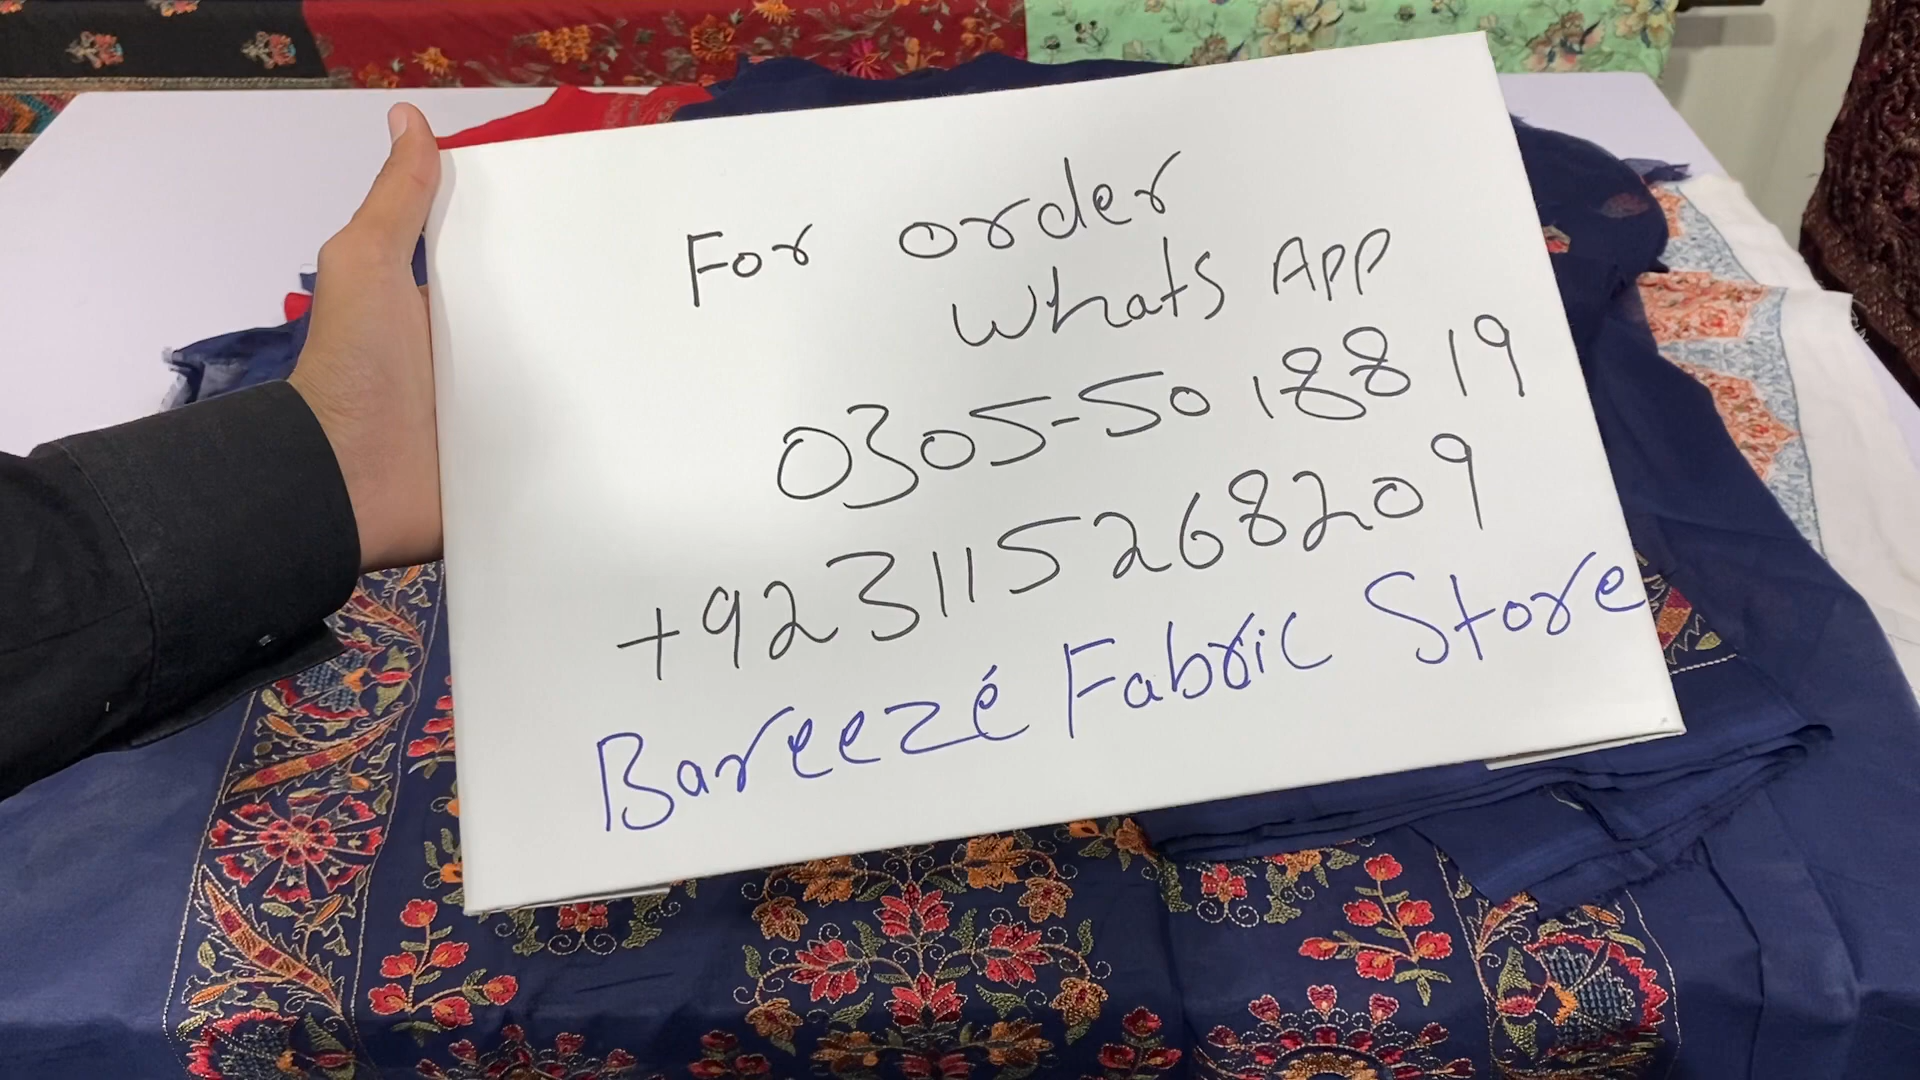 For order
Whats App
0305-5018819
+923115268209
Bareezé Fabric Store